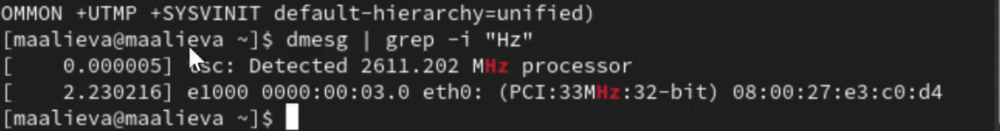 OMMON +UTMP +SYSVINIT default-hierarchy=unified)
[maalieva@maalieva ~]$ dmesg | grep -i "Hz"
[    0.000005] tsc: Detected 2611.202 MHz processor
[    2.230216] e1000 0000:00:03.0 eth0: (PCI:33MHz:32-bit) 08:00:27:e3:c0:d4
[maalieva@maalieva ~]$